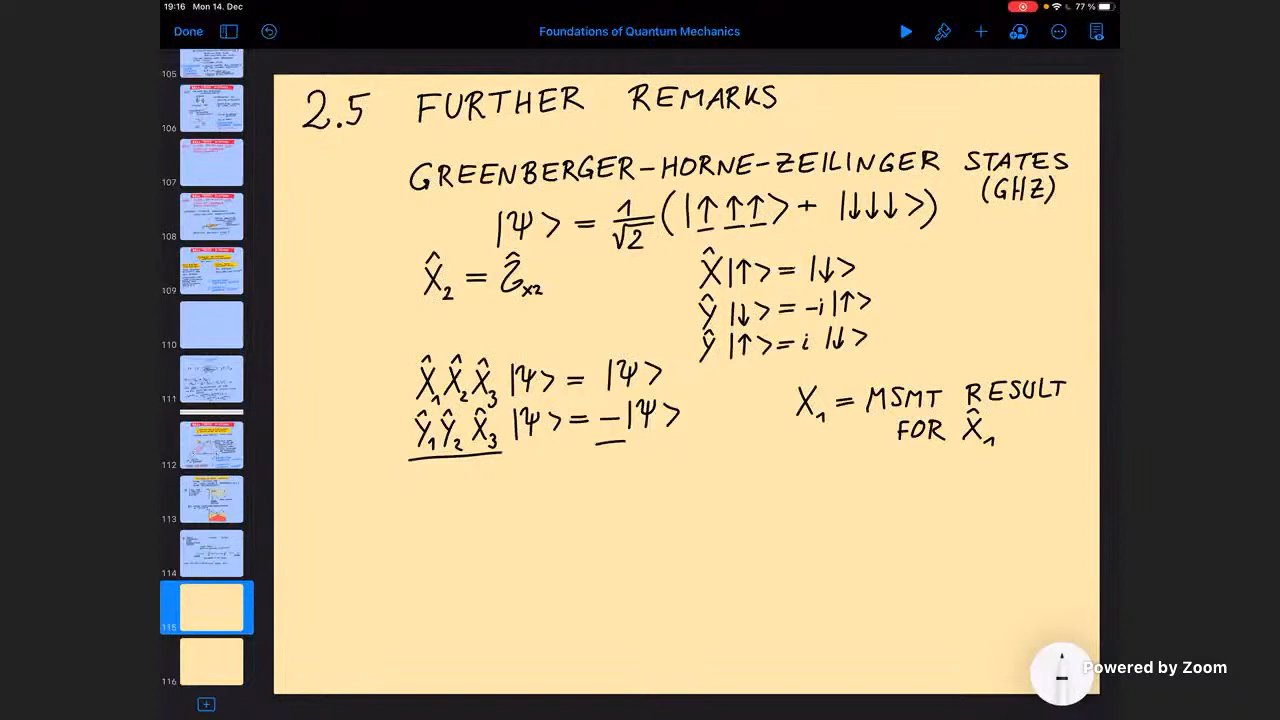 19:16 Mon 14. Dec
77 %
Done
Foundations of Quantum Mechanics
105
106
107
108
109
110
111
112
113
114
115
116
2.5 FURTHER REMARKS
GREENBERGER-HORNE-ZEILINGER STATES
(GHZ)
|Ψ> = 1/√2 (|↑↑↑> + |↓↓↓>)
X̂₂ = σ̂ₓ₂
X̂|↑> = |↓>
Ŷ|↓> = -i|↑>
Ŷ|↑> = i|↓>
X̂₁X̂₂X̂₃|Ψ> = |Ψ>
Ŷ₁Ŷ₂X̂₃|Ψ> = -|Ψ>
X₁ = MSMT RESULT
FOR X̂₁
Powered by Zoom